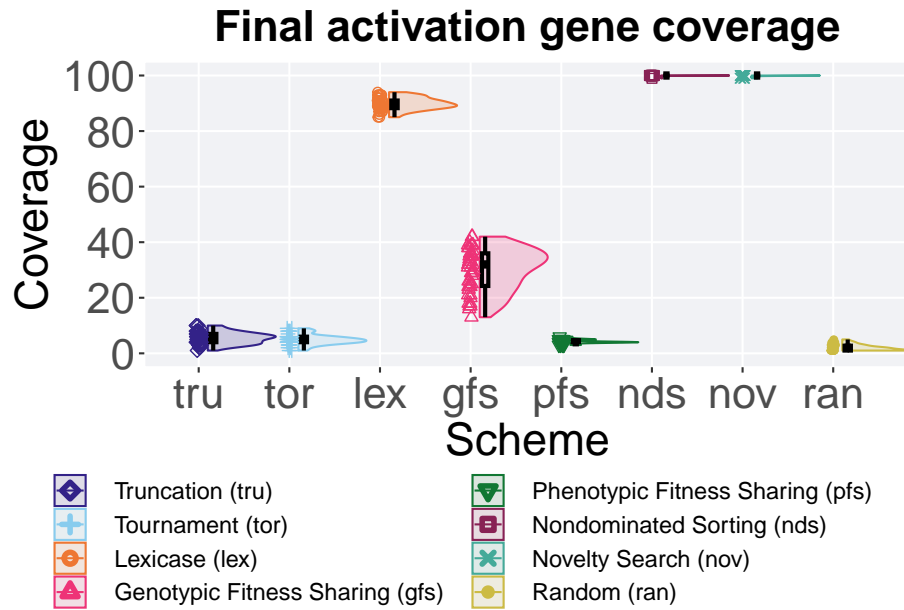 Final activation gene coverage
Coverage
100
80
60
40
20
0
tru tor lex gfs pfs nds nov ran
Scheme
Truncation (tru)
Tournament (tor)
Lexicase (lex)
Genotypic Fitness Sharing (gfs)
Phenotypic Fitness Sharing (pfs)
Nondominated Sorting (nds)
Novelty Search (nov)
Random (ran)